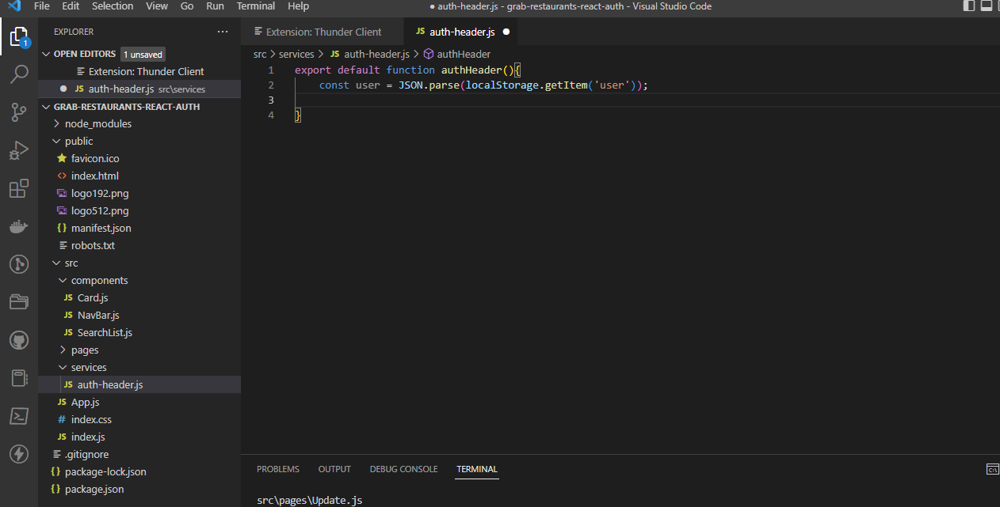 File Edit Selection View Go Run Terminal Help ● auth-header.js - grab-restaurants-react-auth - Visual Studio Code
EXPLORER ...
OPEN EDITORS 1 unsaved
Extension: Thunder Client
JS auth-header.js src\services
GRAB-RESTAURANTS-REACT-AUTH
node_modules
public
favicon.ico
<> index.html
logo192.png
logo512.png
{} manifest.json
robots.txt
src
components
JS Card.js
JS NavBar.js
JS SearchList.js
pages
services
JS auth-header.js
JS App.js
# index.css
JS index.js
.gitignore
{} package-lock.json
{} package.json
1
Extension: Thunder Client JS auth-header.js ●
src > services > JS auth-header.js > authHeader
1 export default function authHeader(){
2 const user = JSON.parse(localStorage.getItem('user'));
3
4 }
PROBLEMS OUTPUT DEBUG CONSOLE TERMINAL
src\pages\Update.js